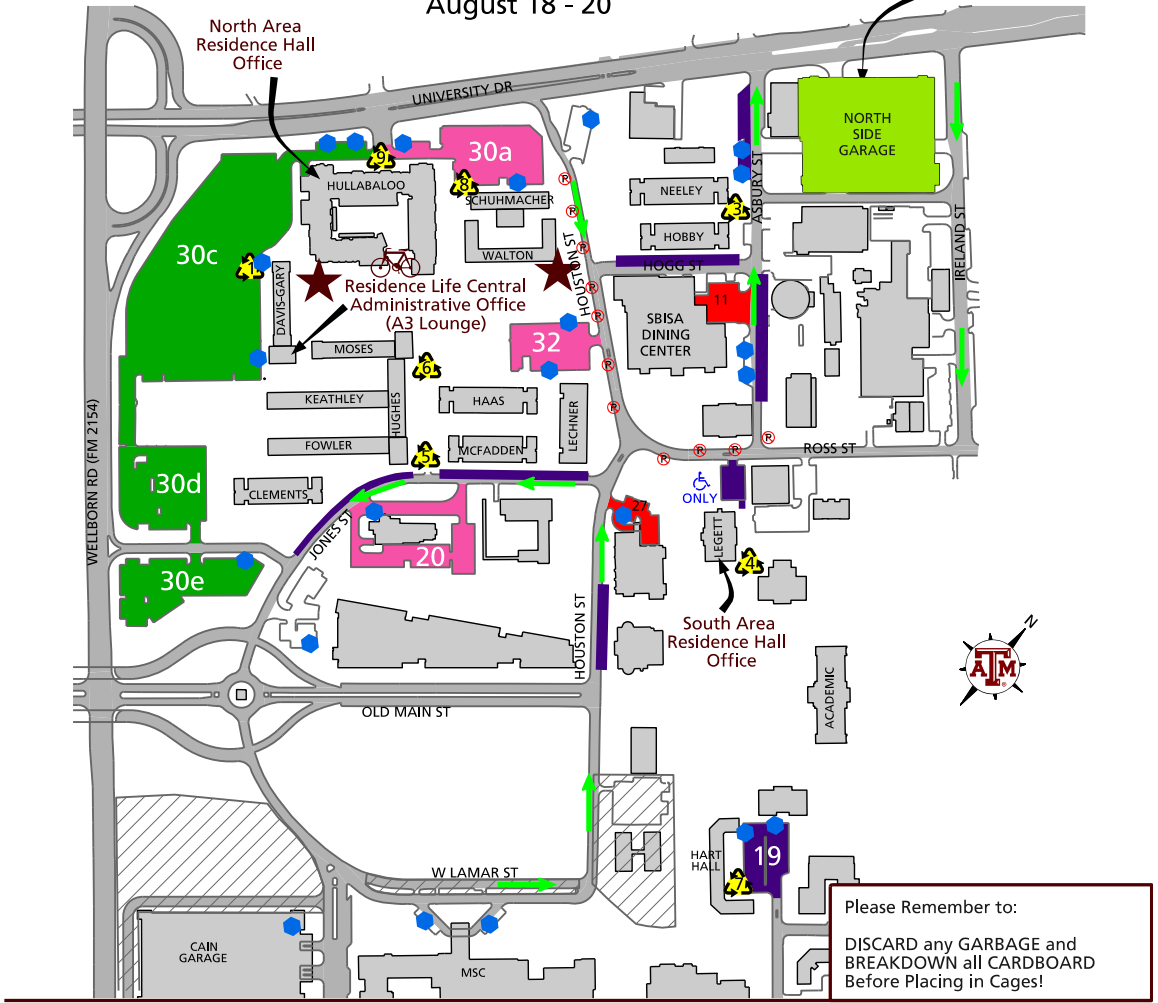 August 18 - 20
North Area
Residence Hall
Office
UNIVERSITY DR
NORTH
SIDE
GARAGE
30a
9
8
HULLABALOO
SCHUHMACHER
WALTON
NEELEY
HOBBY
3
ASBURY ST
IRELAND ST
30c
1
DAVIS-GARY
HOUSTON ST
HOGG ST
Residence Life Central
Administrative Office
(A3 Lounge)
11
SBISA
DINING
CENTER
32
MOSES
6
KEATHLEY
HUGHES
HAAS
LECHNER
FOWLER
5
MCFADDEN
R
R
R
R
R
R
R
R
R
R
R
ROSS ST
WELLBORN RD (FM 2154)
30d
CLEMENTS
ONLY
27
JONES ST
20
LEGETT
4
30e
South Area
Residence Hall
Office
HOUSTON ST
N
ATM
ACADEMIC
OLD MAIN ST
W LAMAR ST
HART
HALL
19
7
CAIN
GARAGE
MSC
Please Remember to:
DISCARD any GARBAGE and
BREAKDOWN all CARDBOARD
Before Placing in Cages!